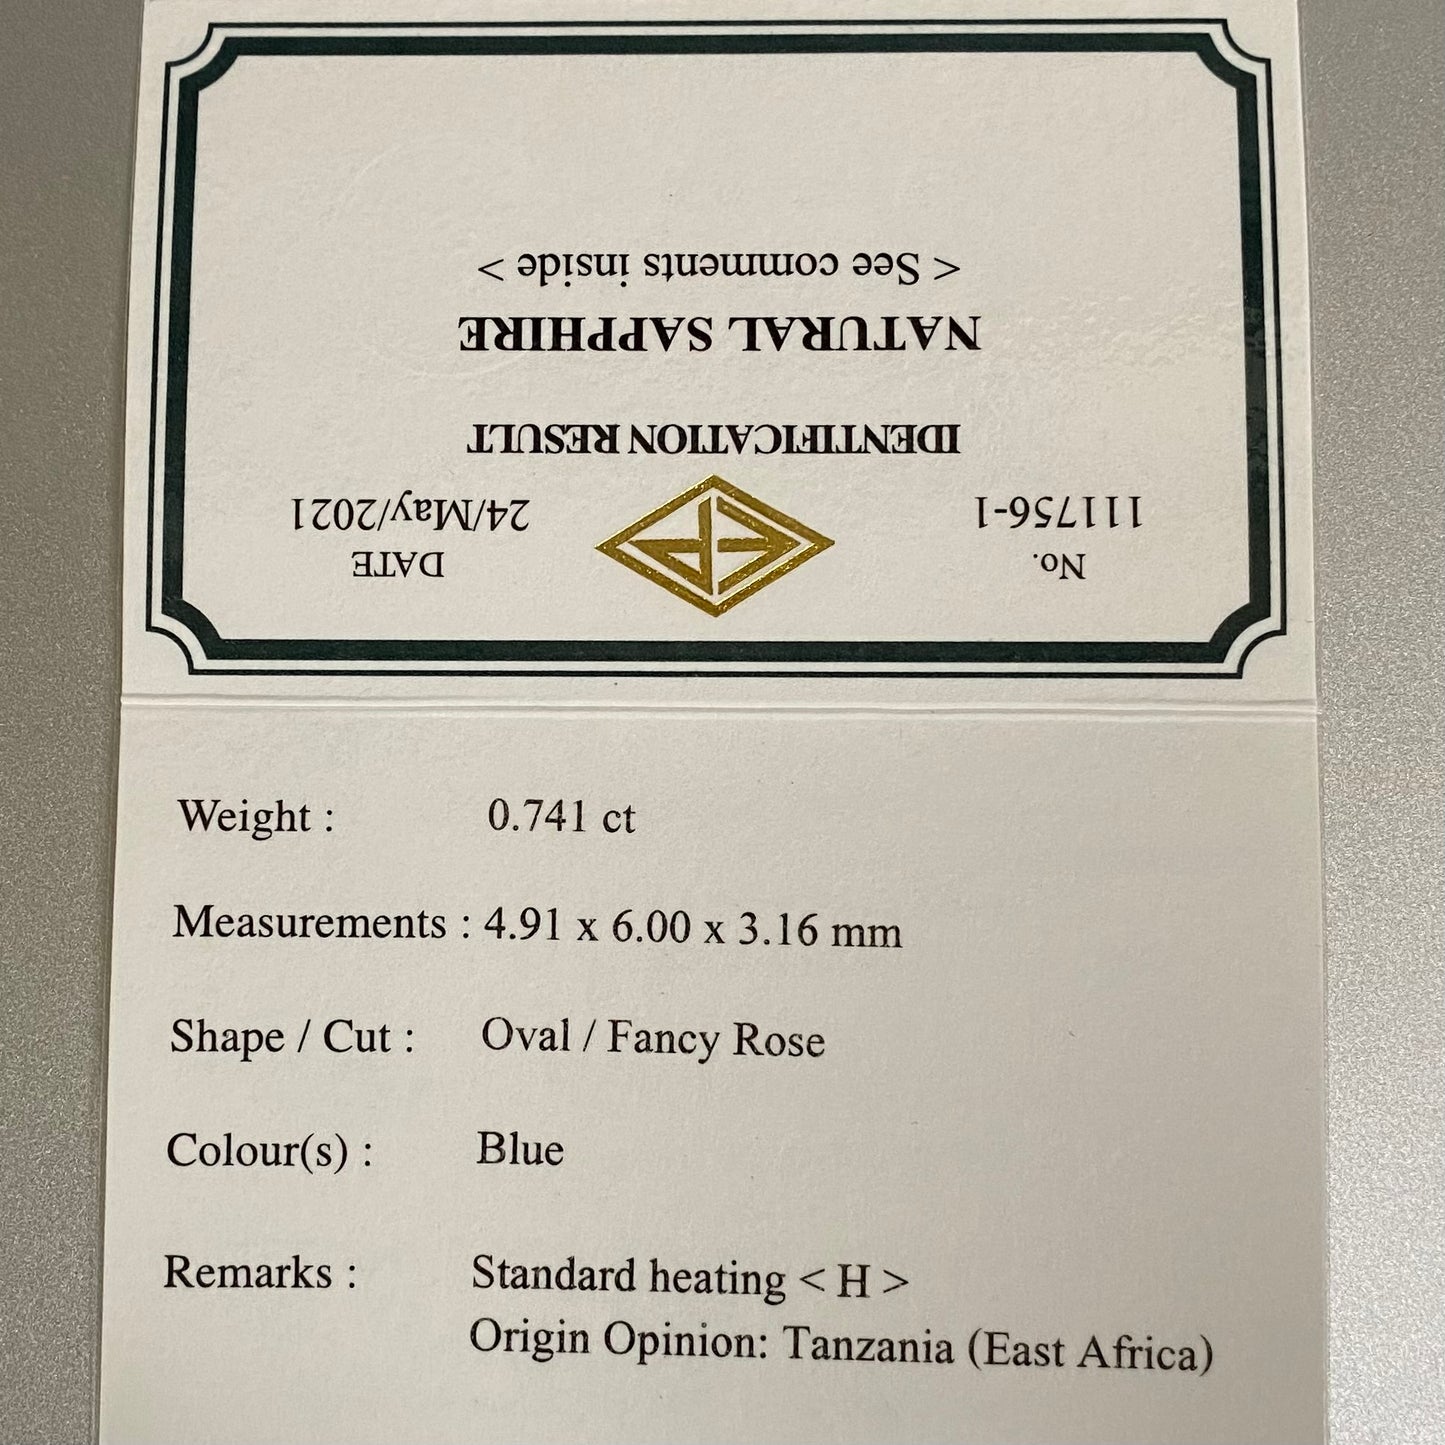 No.
111756-1
DATE
24/May/2021
IDENTIFICATION RESULT
NATURAL SAPPHIRE
< See comments inside >
Weight : 0.741 ct
Measurements : 4.91 x 6.00 x 3.16 mm
Shape / Cut : Oval / Fancy Rose
Colour(s) : Blue
Remarks : Standard heating < H >
Origin Opinion: Tanzania (East Africa)